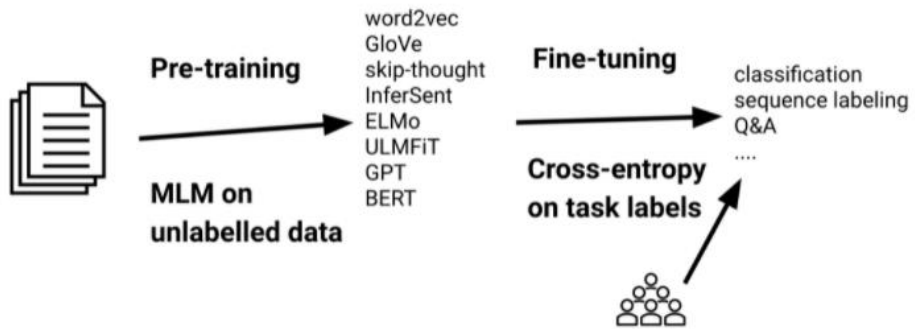 Pre-training
MLM on
unlabelled data
word2vec
GloVe
skip-thought
InferSent
ELMo
ULMFiT
GPT
BERT
Fine-tuning
Cross-entropy
on task labels
classification
sequence labeling
Q&A
....